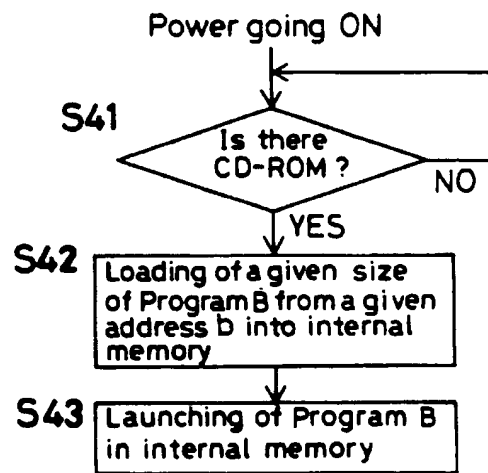 Power going ON
S41
Is there
CD-ROM ?
NO
YES
S42
Loading of a given size
of Program B from a given
address b into internal
memory
S43
Launching of Program B
in internal memory